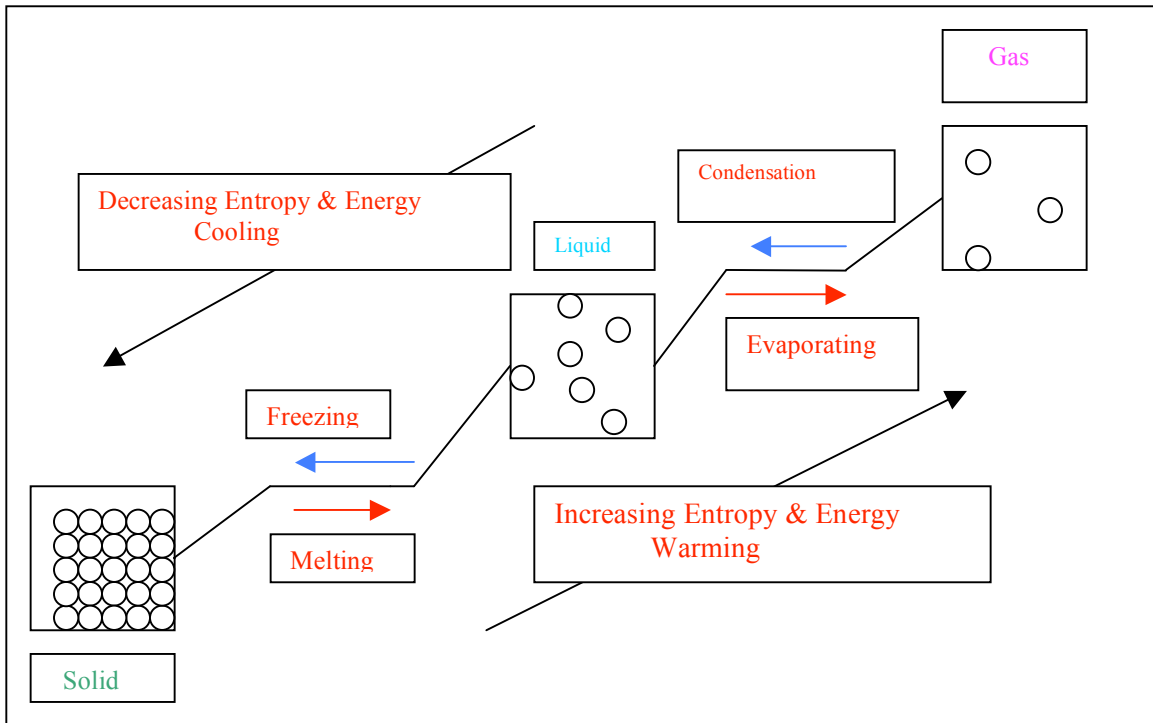 Gas
Condensation
Decreasing Entropy & Energy
Cooling
Liquid
Evaporating
Freezing
Increasing Entropy & Energy
Warming
Melting
Solid